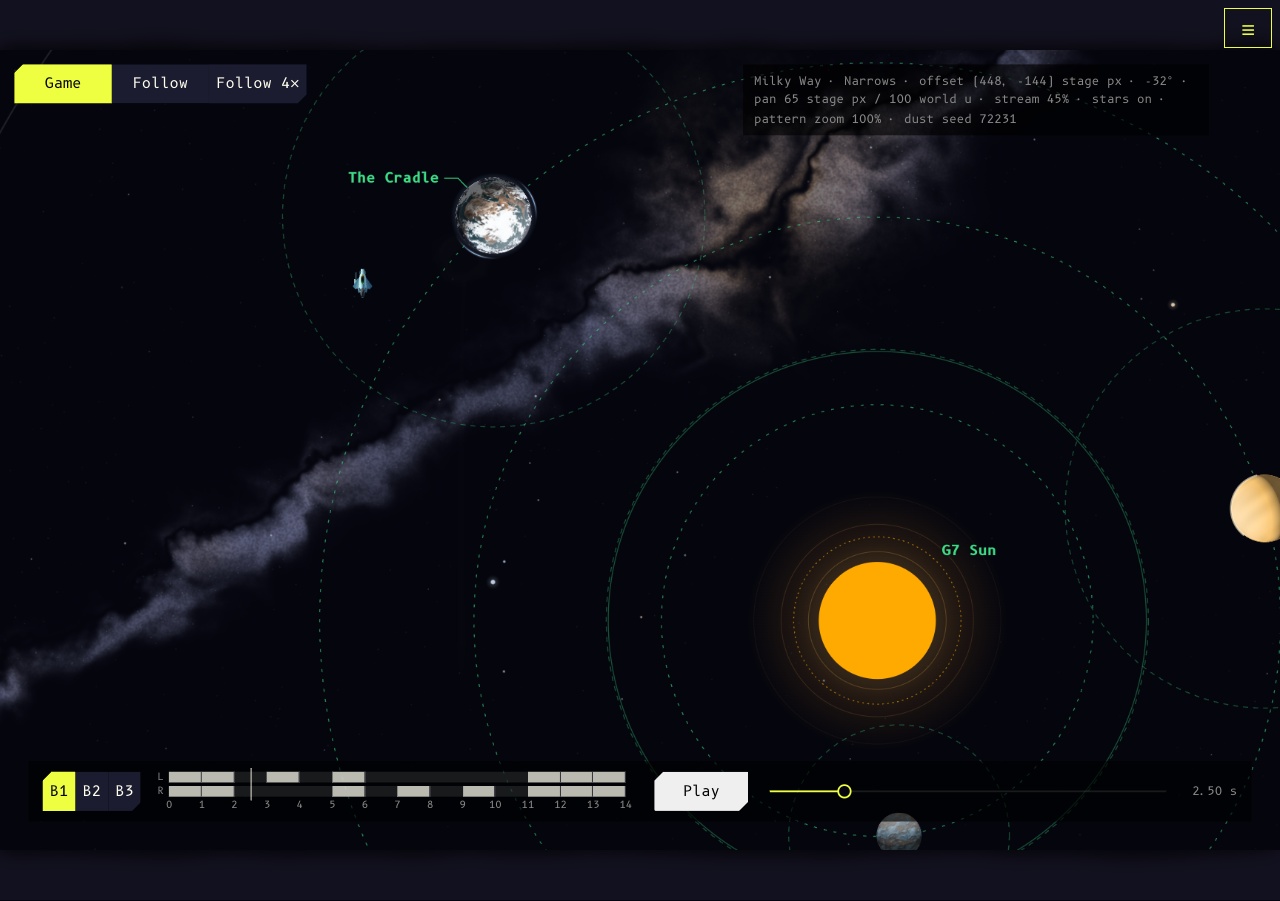 ≡
Game Follow Follow 4×
Milky Way · Narrows · offset [448, -144] stage px · -32° ·
pan 65 stage px / 100 world u · stream 45% · stars on ·
pattern zoom 100% · dust seed 72231
The Cradle
G7 Sun
B1 B2 B3
L
R
0 1 2 3 4 5 6 7 8 9 10 11 12 13 14
Play
2.50 s